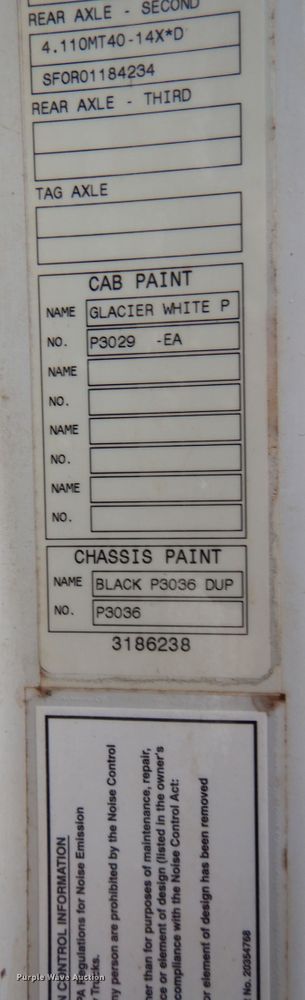 REAR AXLE - SECOND
4.110MT40-14X*D
SFOR01184234
REAR AXLE - THIRD
TAG AXLE
CAB PAINT
NAME GLACIER WHITE P
NO. P3029 -EA
NAME
NO.
NAME
NO.
NAME
NO.
CHASSIS PAINT
NAME BLACK P3036 DUP
NO. P3036
3186238
N CONTROL INFORMATION
PA Regulations for Noise Emission
Trucks.
ny person are prohibited by the Noise Control
her than for purposes of maintenance, repair,
ce or element of design (listed in the owner's
compliance with the Noise Control Act:
r element of design has been removed
No. 20354768
Purple Wave Auction